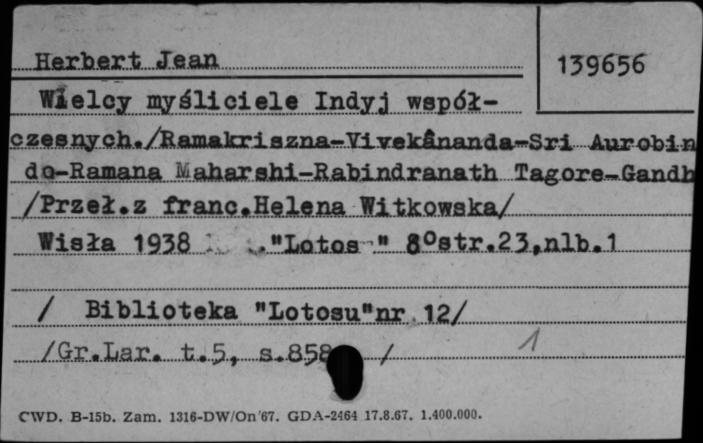 Herbert Jean
139656
Wielcy myśliciele Indyj współ-
czesnych./Ramakriszna-Vivekânanda-Sri Aurobin
do-Ramana Maharshi-Rabindranath Tagore-Gandh
/Przeł.z franc.Helena Witkowska/
Wisła 1938 "Lotos" 8°str.23,nlb.1
/ Biblioteka "Lotosu"nr 12/
/Gr.Lar. t.5, s.858 /
1
CWD. B-15b. Zam. 1316-DW/On'67. GDA-2464 17.8.67. 1.400.000.